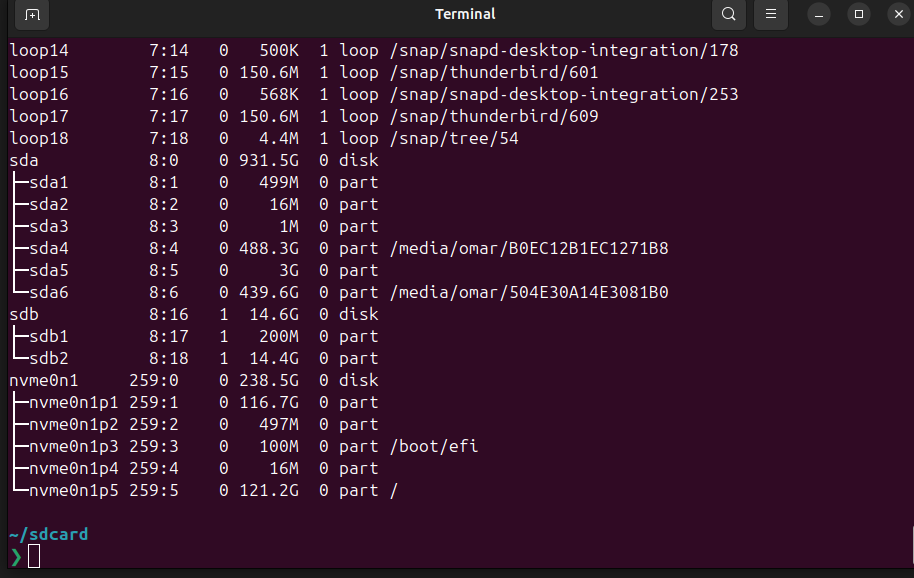 Terminal
loop14 7:14 0 500K 1 loop /snap/snapd-desktop-integration/178
loop15 7:15 0 150.6M 1 loop /snap/thunderbird/601
loop16 7:16 0 568K 1 loop /snap/snapd-desktop-integration/253
loop17 7:17 0 150.6M 1 loop /snap/thunderbird/609
loop18 7:18 0 4.4M 1 loop /snap/tree/54
sda 8:0 0 931.5G 0 disk
├─sda1 8:1 0 499M 0 part
├─sda2 8:2 0 16M 0 part
├─sda3 8:3 0 1M 0 part
├─sda4 8:4 0 488.3G 0 part /media/omar/B0EC12B1EC1271B8
├─sda5 8:5 0 3G 0 part
└─sda6 8:6 0 439.6G 0 part /media/omar/504E30A14E3081B0
sdb 8:16 1 14.6G 0 disk
├─sdb1 8:17 1 200M 0 part
└─sdb2 8:18 1 14.4G 0 part
nvme0n1 259:0 0 238.5G 0 disk
├─nvme0n1p1 259:1 0 116.7G 0 part
├─nvme0n1p2 259:2 0 497M 0 part
├─nvme0n1p3 259:3 0 100M 0 part /boot/efi
├─nvme0n1p4 259:4 0 16M 0 part
└─nvme0n1p5 259:5 0 121.2G 0 part /
~/sdcard
❯